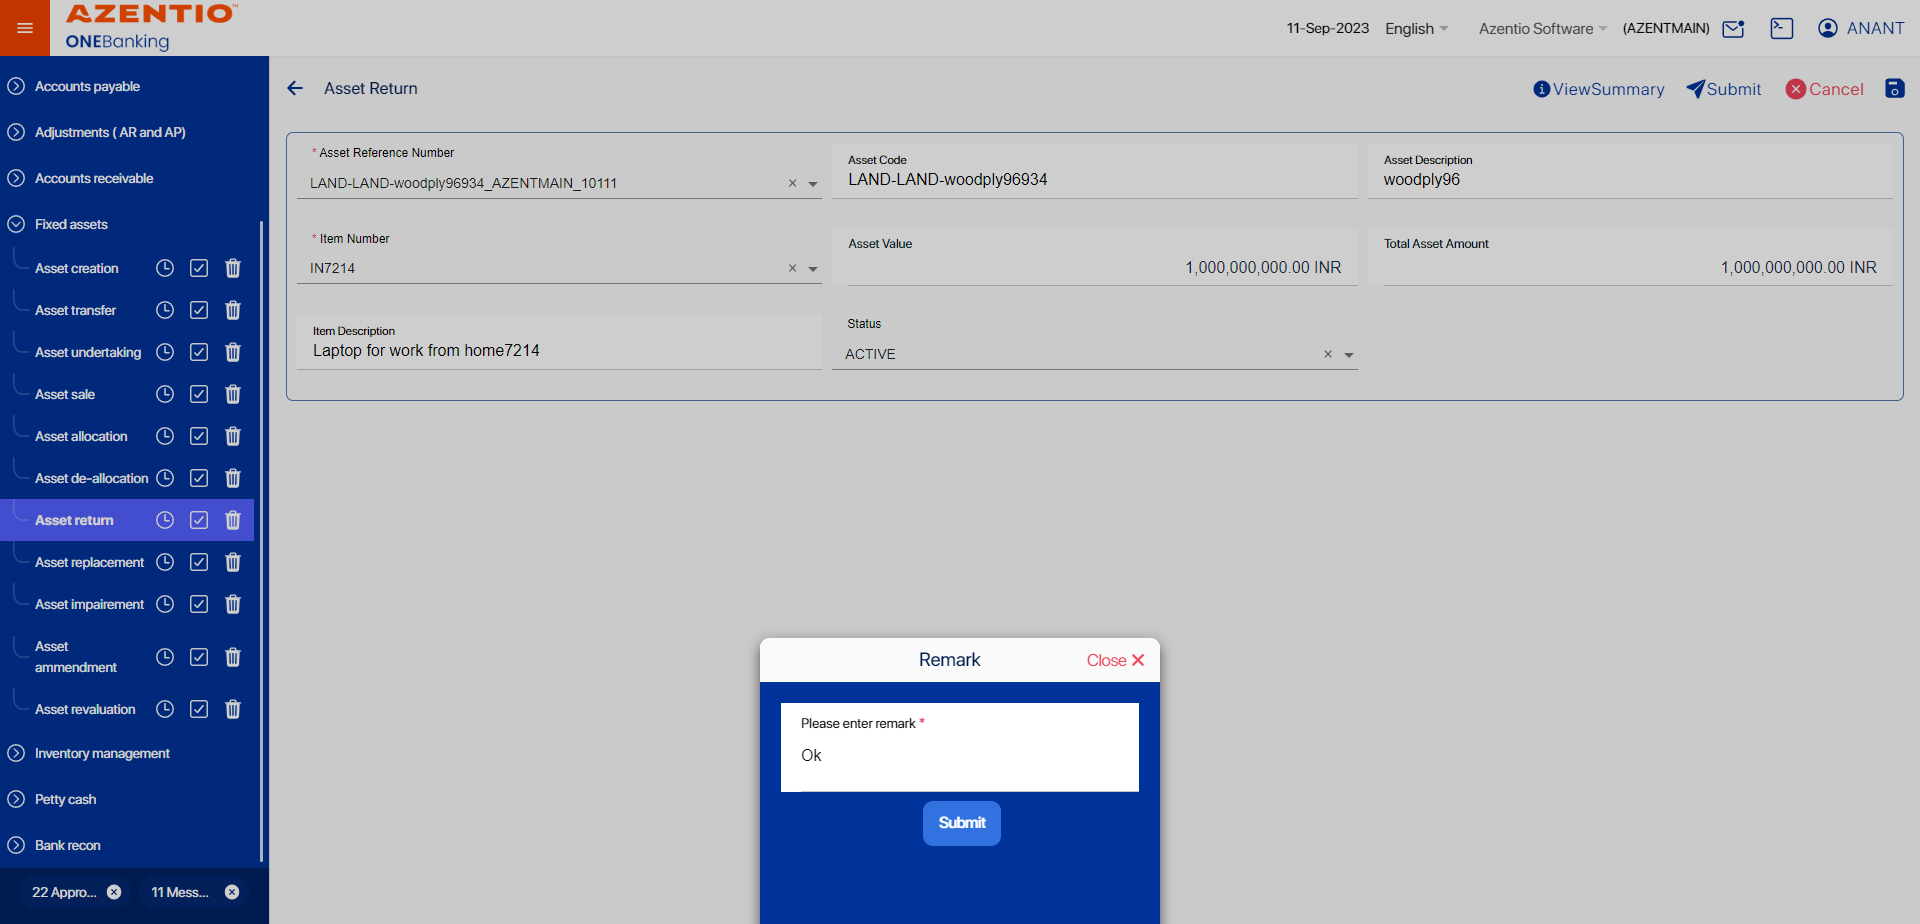 AZENTIO™
ONEBanking
11-Sep-2023 English Azentio Software (AZENTMAIN) ANANT
Accounts payable
Adjustments ( AR and AP)
Accounts receivable
Fixed assets
Asset creation
Asset transfer
Asset undertaking
Asset sale
Asset allocation
Asset de-allocation
Asset return
Asset replacement
Asset impairement
Asset
ammendment
Asset revaluation
Inventory management
Petty cash
Bank recon
22 Appro...
11 Mess...
Asset Return
ViewSummary Submit Cancel
* Asset Reference Number
LAND-LAND-woodply96934_AZENTMAIN_10111
Asset Code
LAND-LAND-woodply96934
Asset Description
woodply96
* Item Number
IN7214
Asset Value
1,000,000,000.00 INR
Total Asset Amount
1,000,000,000.00 INR
Item Description
Laptop for work from home7214
Status
ACTIVE
Remark
Close
Please enter remark *
Ok
Submit